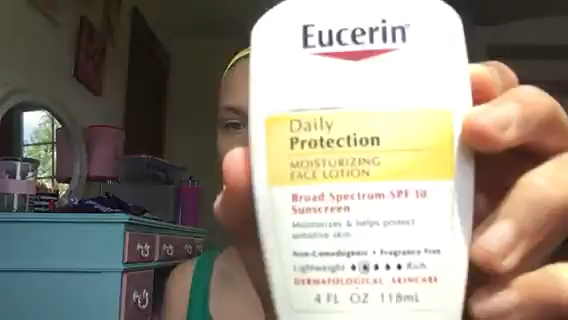 Eucerin
Daily
Protection
MOISTURIZING
FACE LOTION
Broad Spectrum SPF 30
Sunscreen
Moisturizes & helps protect
sensitive skin
Non-Comedogenic • Fragrance Free
Lightweight Rich
DERMATOLOGICAL SKINCARE
4 FL OZ 118mL